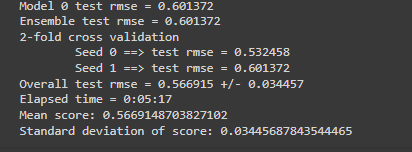 Model 0 test rmse = 0.601372
Ensemble test rmse = 0.601372
2-fold cross validation
Seed 0 ==> test rmse = 0.532458
Seed 1 ==> test rmse = 0.601372
Overall test rmse = 0.566915 +/- 0.034457
Elapsed time = 0:05:17
Mean score: 0.5669148703827102
Standard deviation of score: 0.03445687843544465